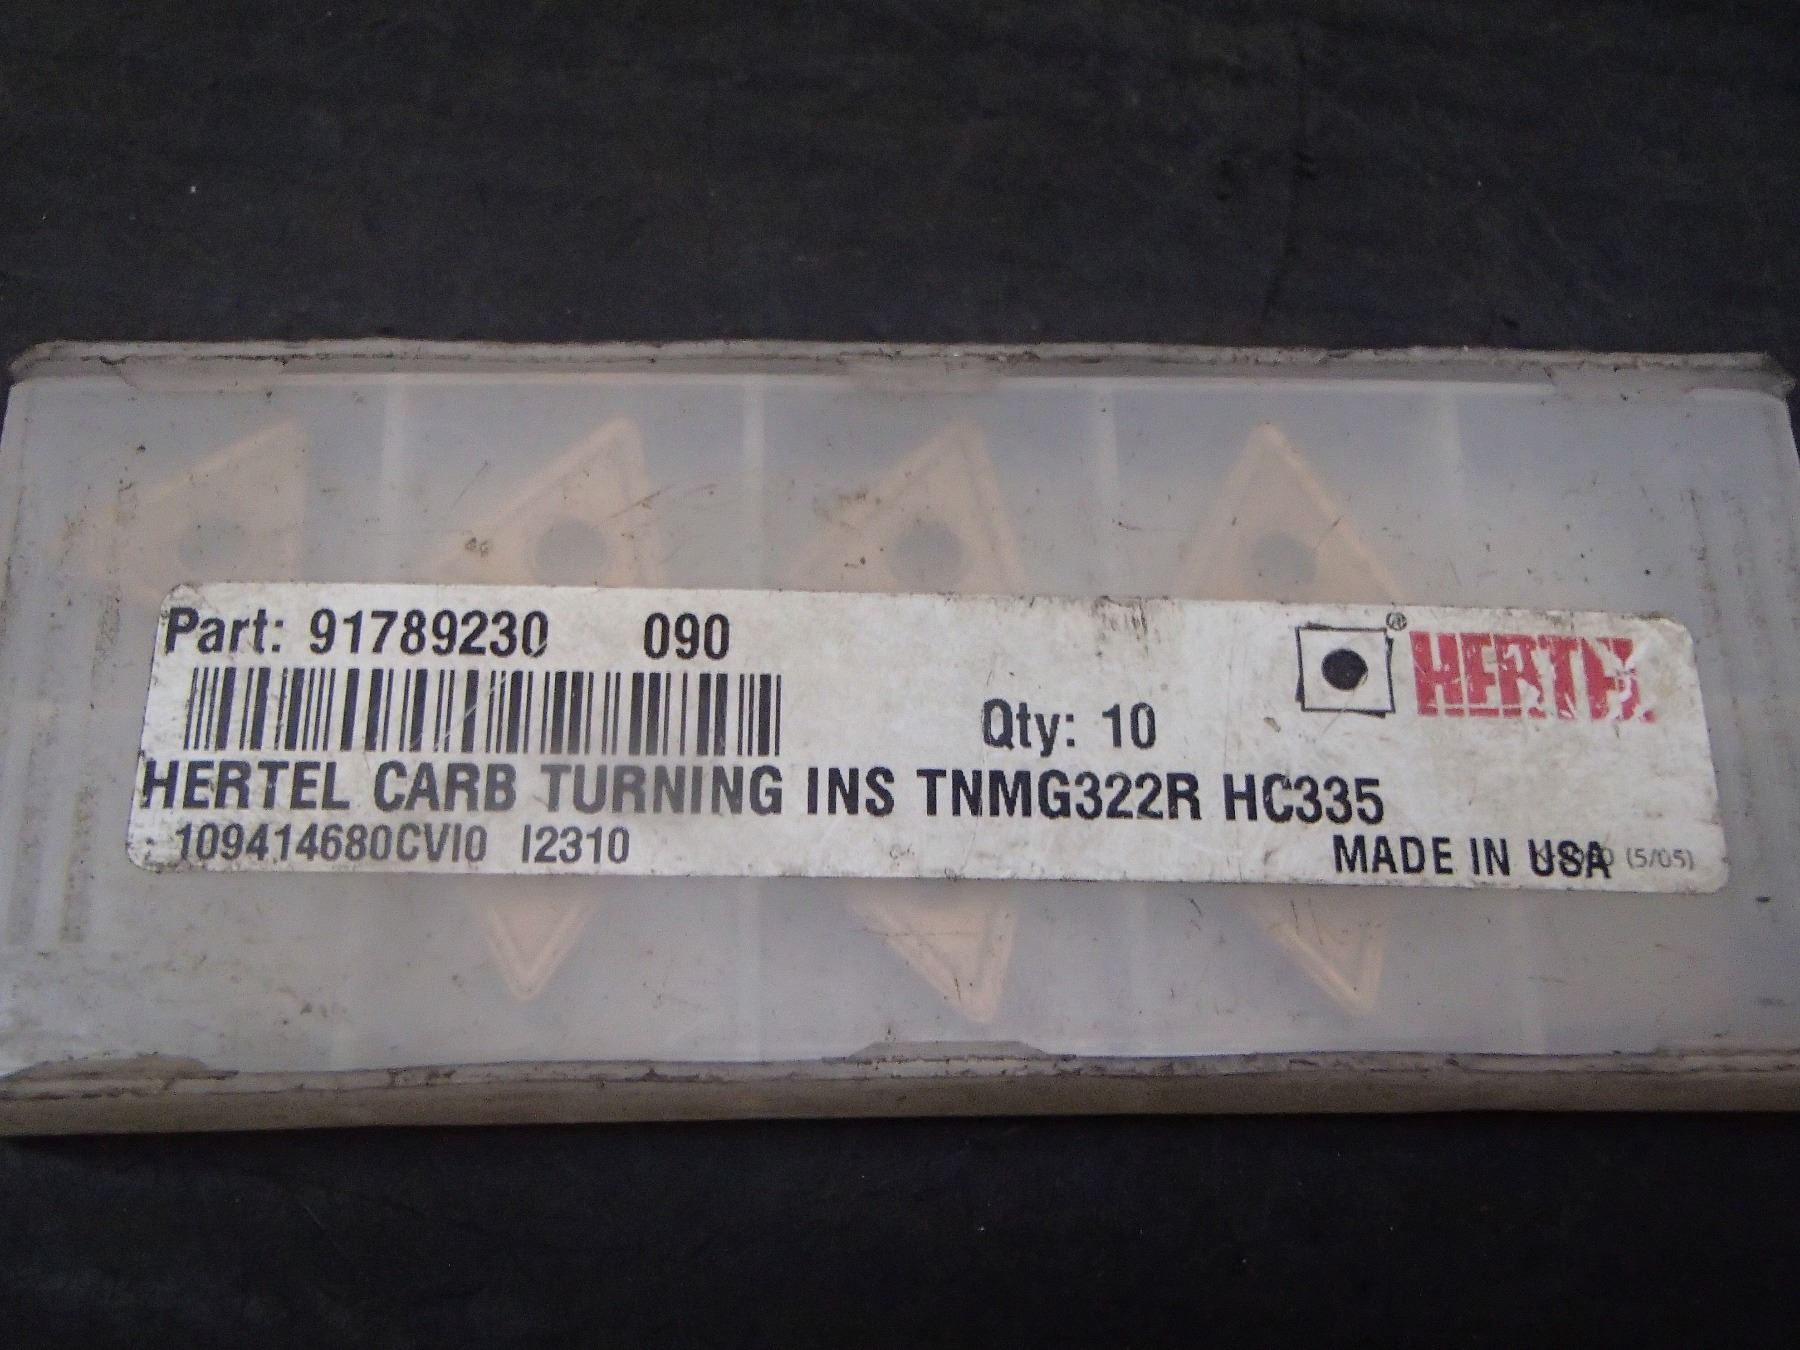 Part: 91789230 090
® HERTEL
Qty: 10
HERTEL CARB TURNING INS TNMG322R HC335
109414680CVI0 I2310
MADE IN USA (5/05)